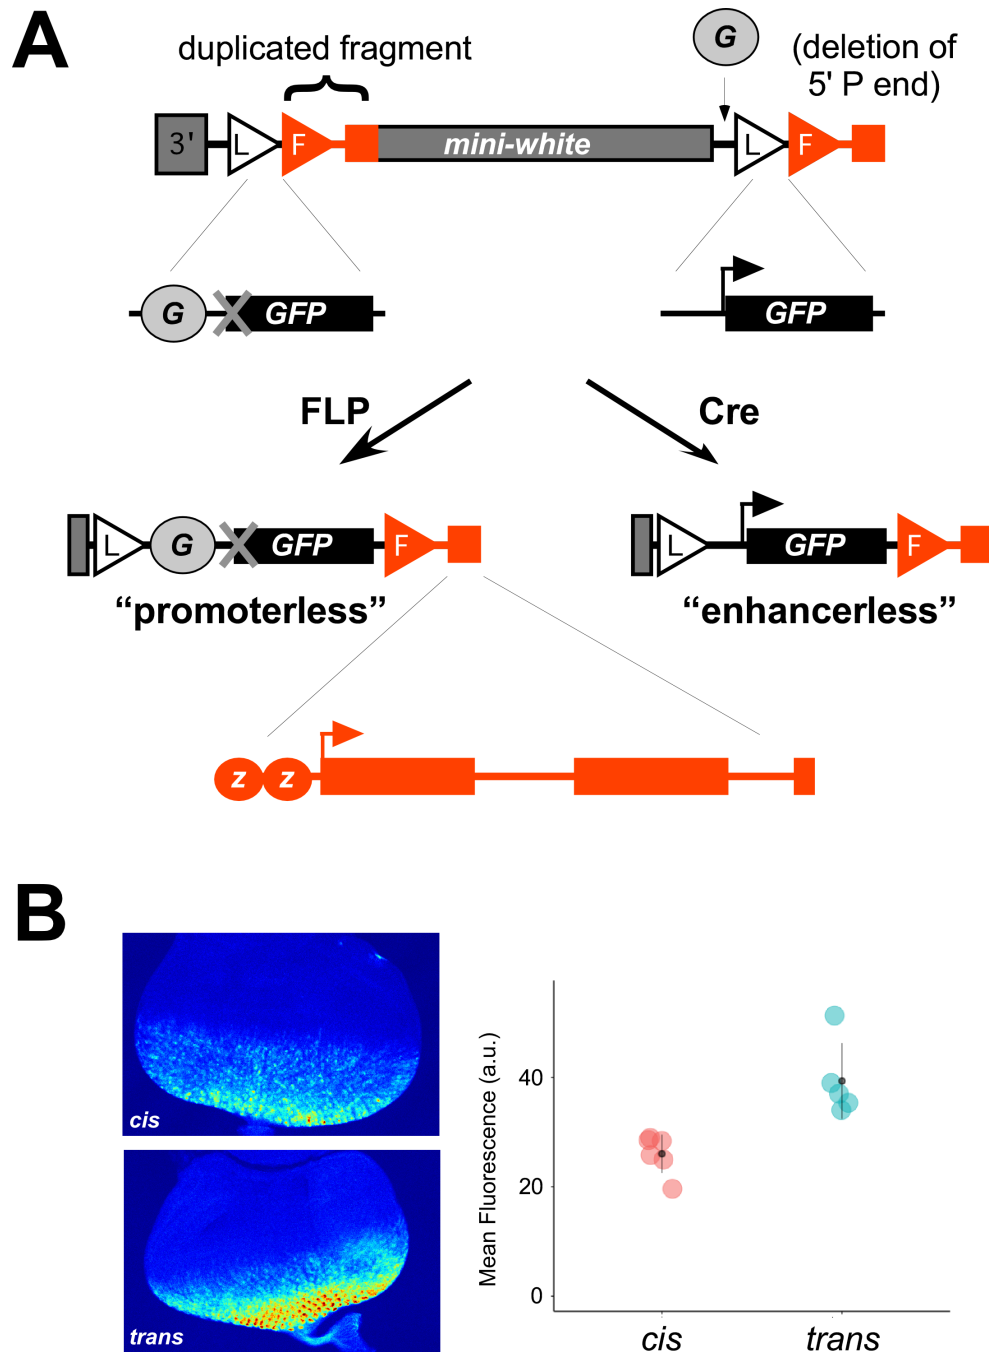 A
duplicated fragment
G
(deletion of
5' P end)
3'
L
F
mini-white
L
F
G
GFP
GFP
FLP
Cre
L
G
GFP
F
L
GFP
F
“promoterless”
“enhancerless”
z
z
B
cis
trans
Mean Fluorescence (a.u.)
40
20
0
cis
trans